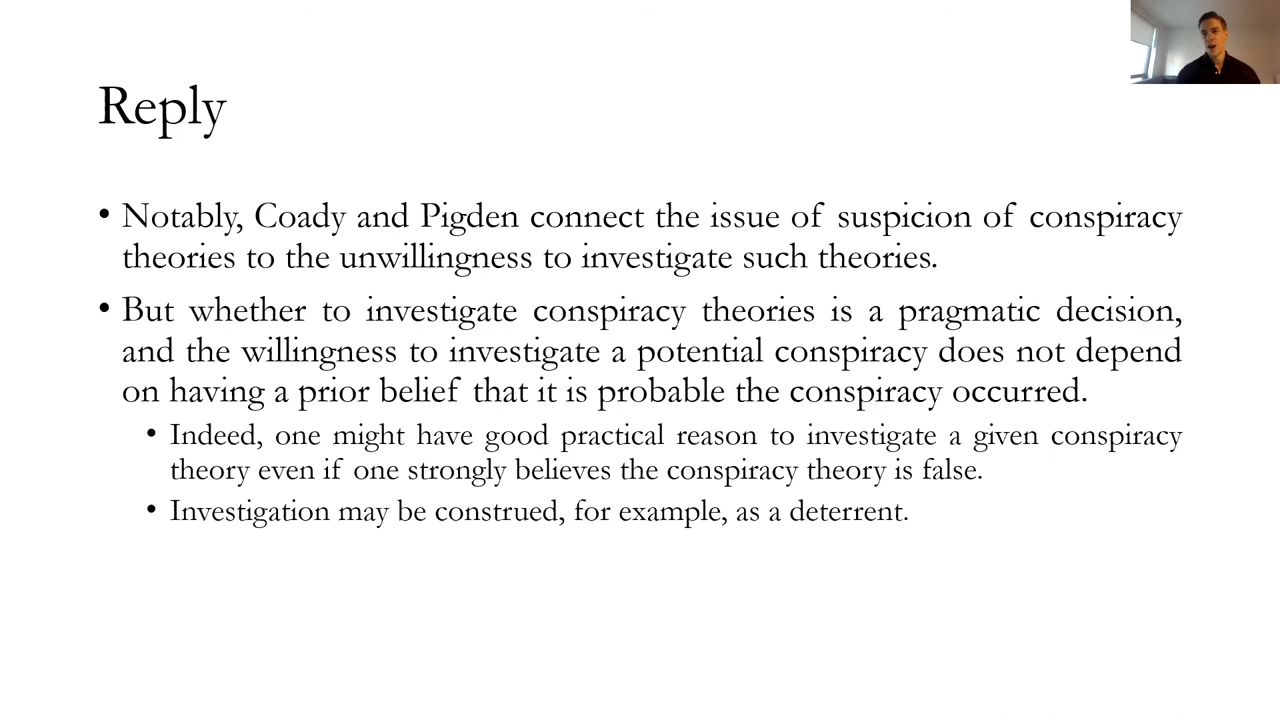 Reply
• Notably, Coady and Pigden connect the issue of suspicion of conspiracy
theories to the unwillingness to investigate such theories.
• But whether to investigate conspiracy theories is a pragmatic decision,
and the willingness to investigate a potential conspiracy does not depend
on having a prior belief that it is probable the conspiracy occurred.
• Indeed, one might have good practical reason to investigate a given conspiracy
theory even if one strongly believes the conspiracy theory is false.
• Investigation may be construed, for example, as a deterrent.